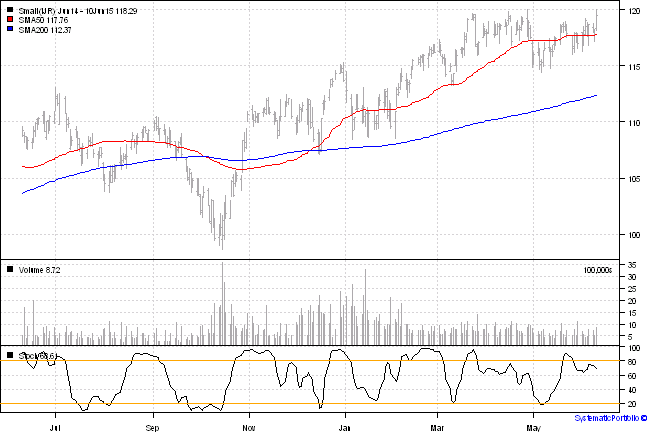 Small(IJR) Jun14 - 10Jun15 118.29
SMA50 117.76
SMA200 112.37
120
115
110
105
100
Volume 8.72
100,000s
35
30
25
20
15
10
5
100
80
60
40
20
Jul
Sep
Nov
Jan
Mar
May
SystematicPortfolio ©